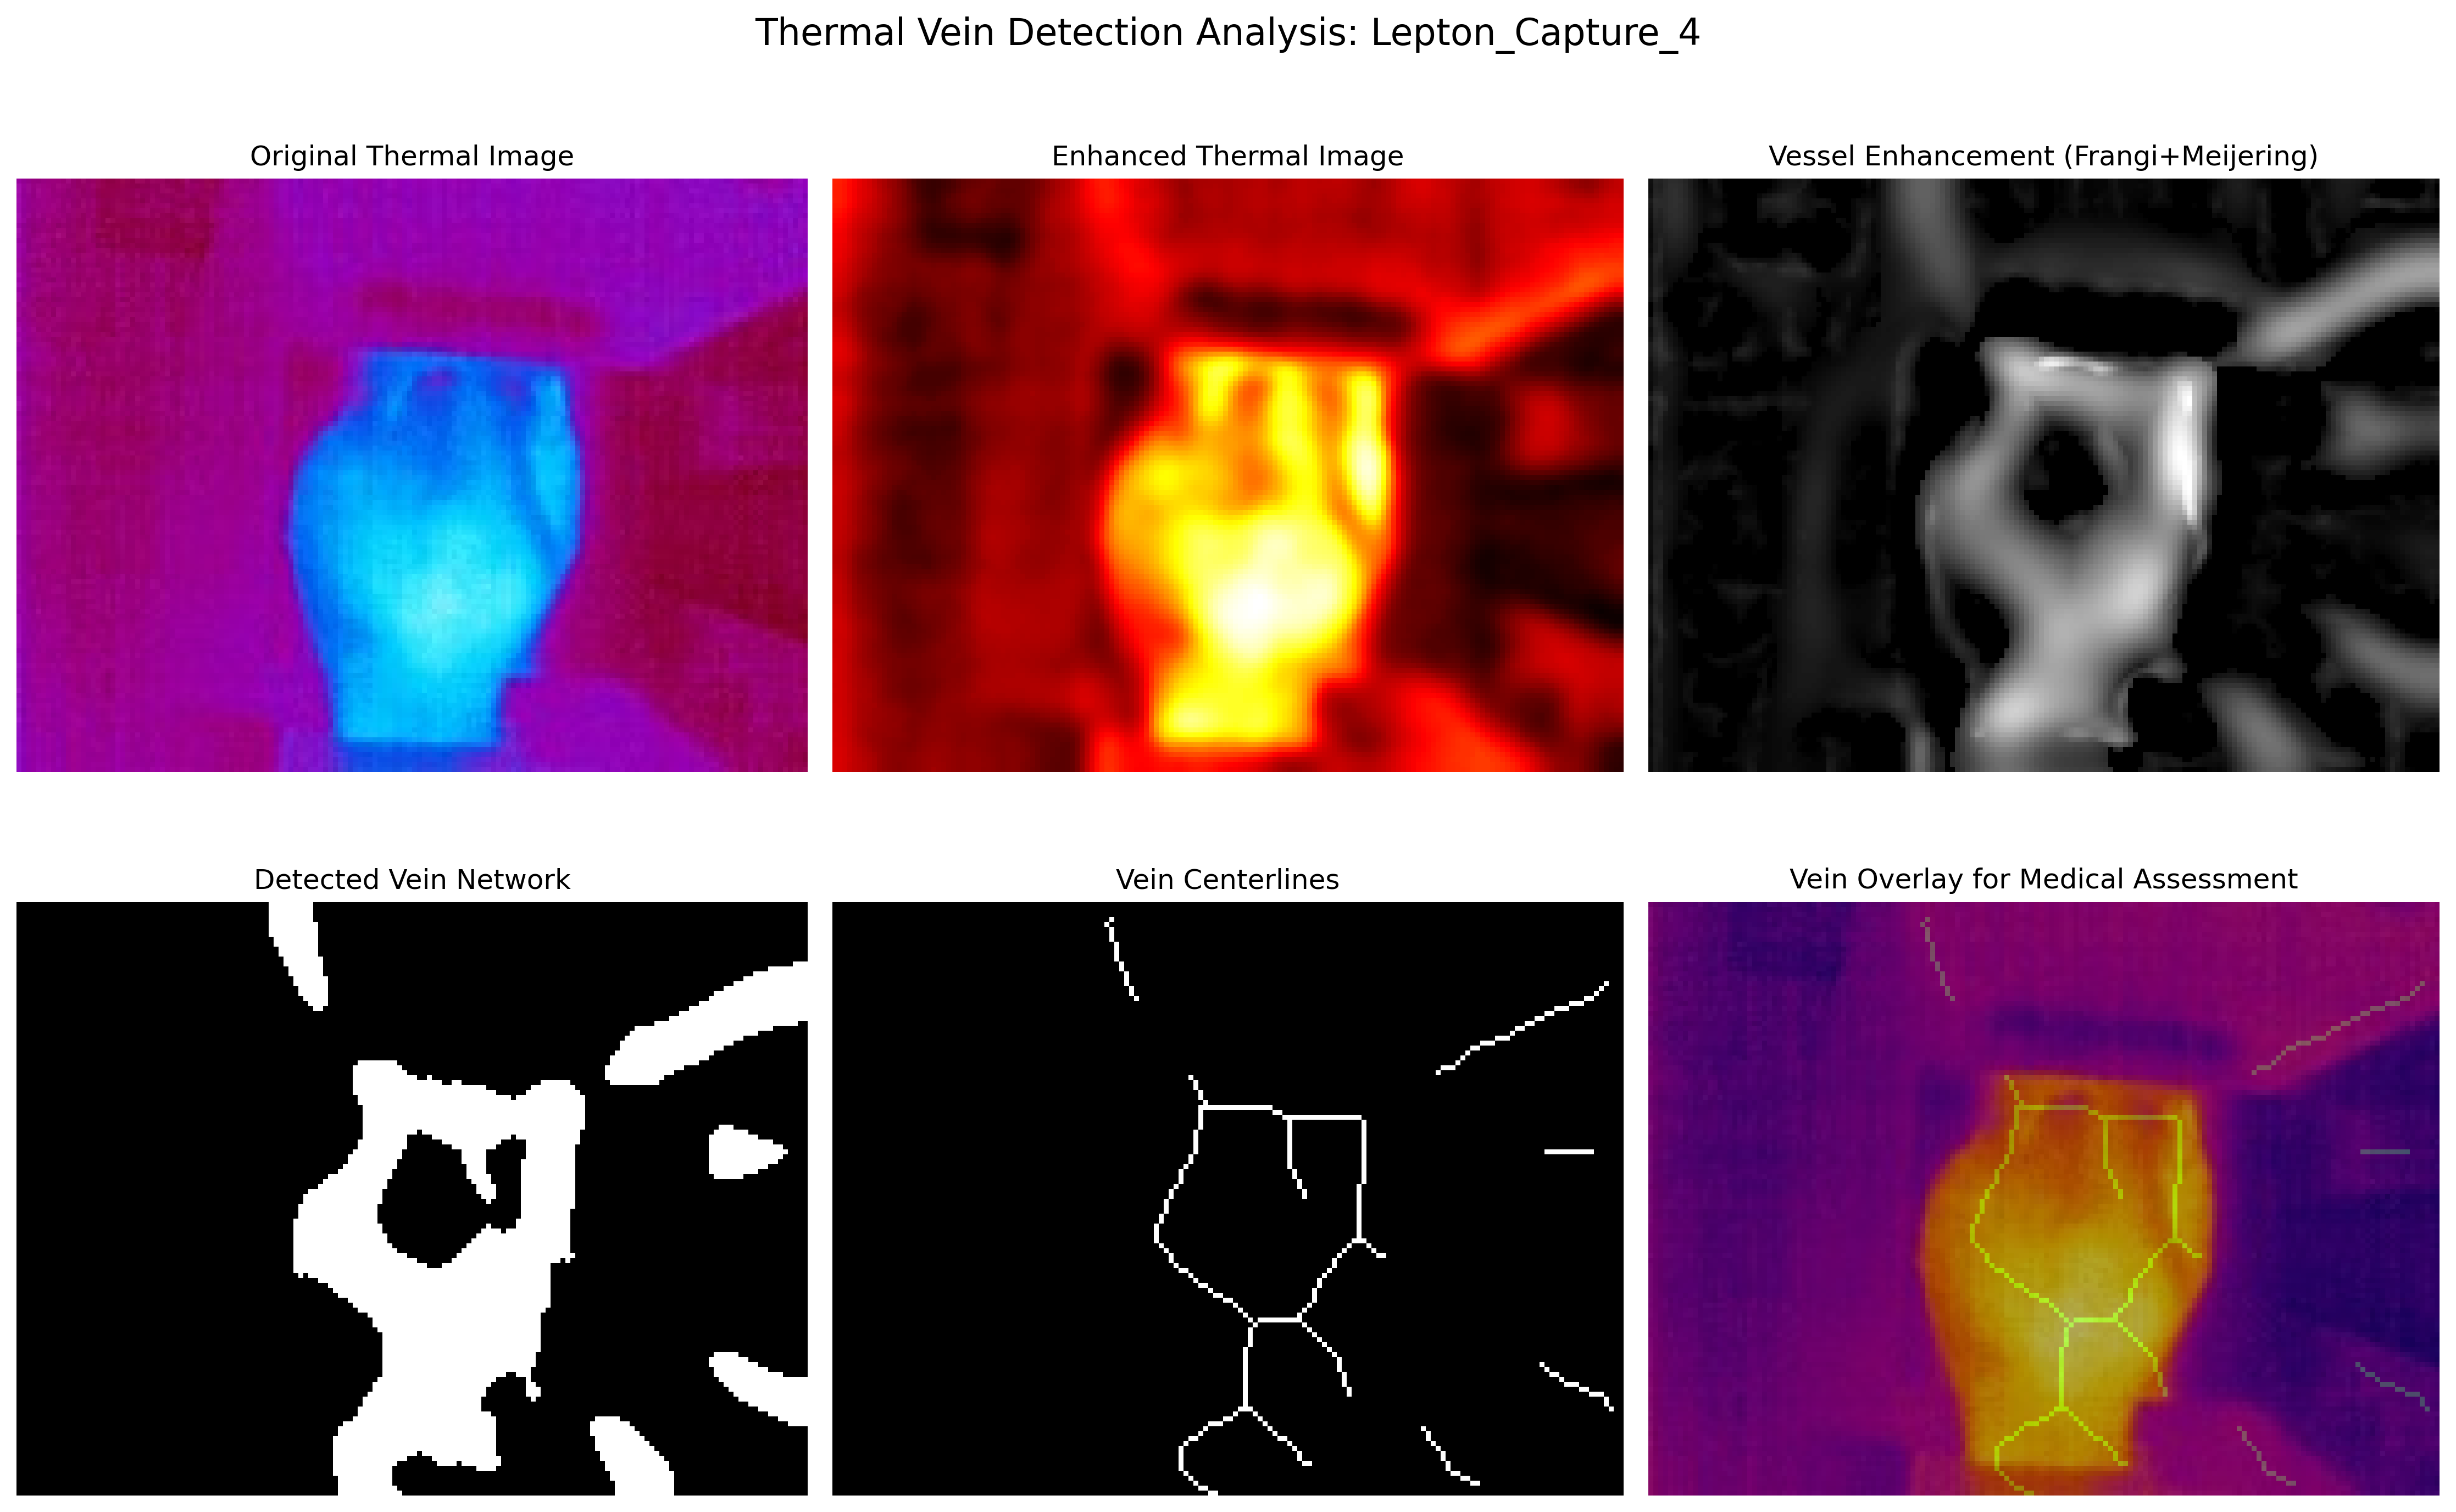 Thermal Vein Detection Analysis: Lepton_Capture_4
Original Thermal Image
Enhanced Thermal Image
Vessel Enhancement (Frangi+Meijering)
Detected Vein Network
Vein Centerlines
Vein Overlay for Medical Assessment